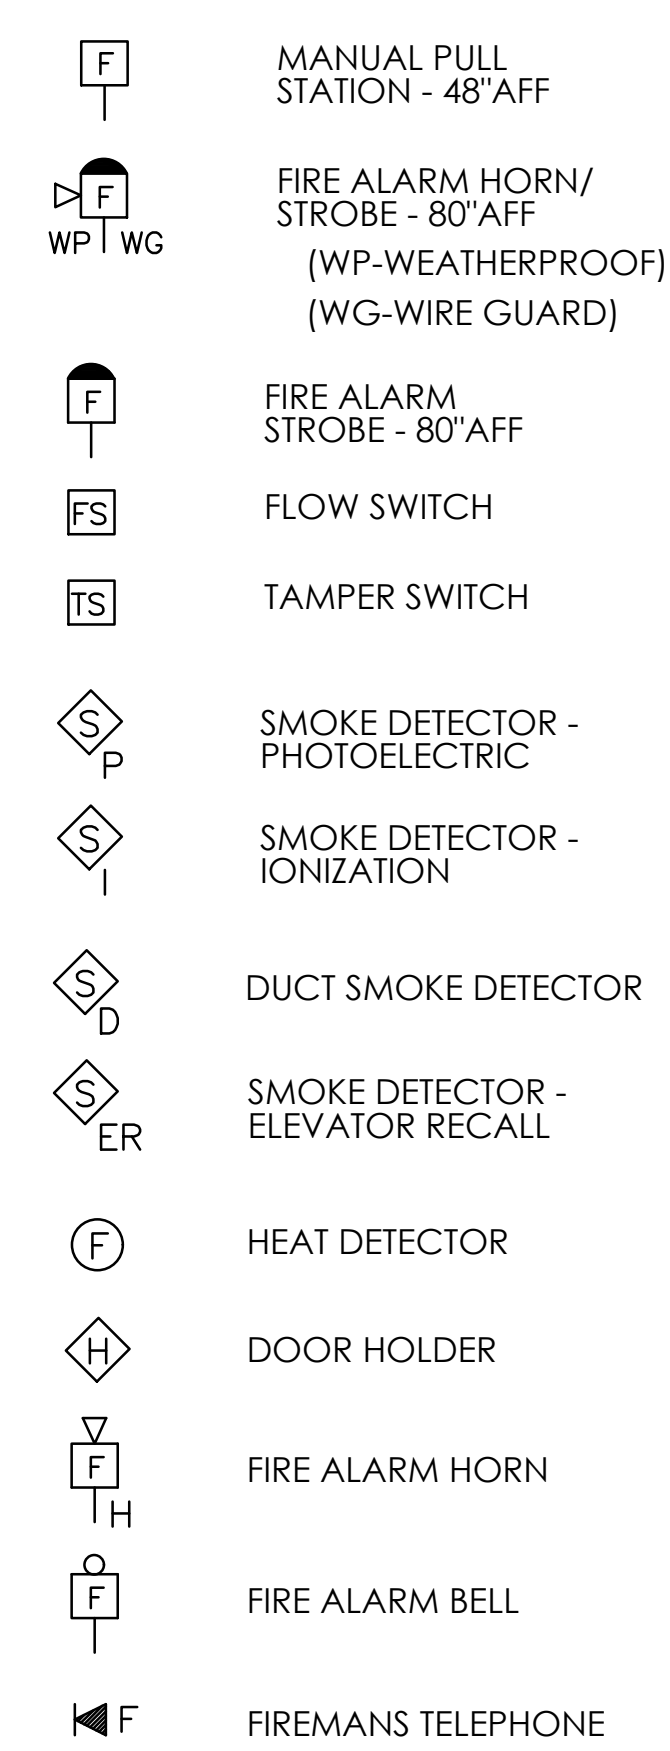 F
MANUAL PULL
STATION - 48"AFF
F
WP WG
FIRE ALARM HORN/
STROBE - 80"AFF
(WP-WEATHERPROOF)
(WG-WIRE GUARD)
F
FIRE ALARM
STROBE - 80"AFF
FS
FLOW SWITCH
TS
TAMPER SWITCH
S
P
SMOKE DETECTOR -
PHOTOELECTRIC
S
I
SMOKE DETECTOR -
IONIZATION
S
D
DUCT SMOKE DETECTOR
S
ER
SMOKE DETECTOR -
ELEVATOR RECALL
F
HEAT DETECTOR
H
DOOR HOLDER
F
H
FIRE ALARM HORN
F
FIRE ALARM BELL
F
FIREMANS TELEPHONE